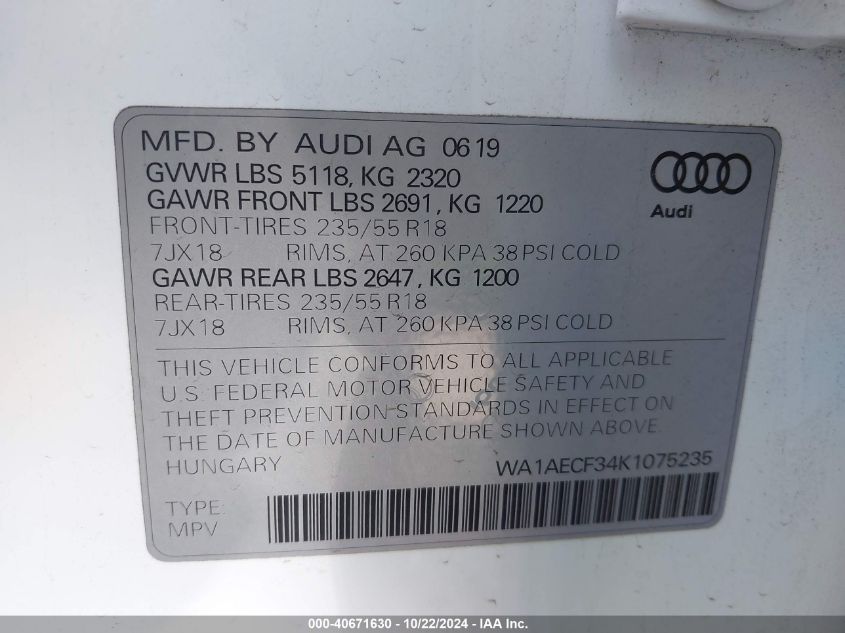 MFD. BY AUDI AG 06 19
GVWR LBS 5118, KG 2320
GAWR FRONT LBS 2691, KG 1220
FRONT-TIRES 235/55 R18
7JX18 RIMS, AT 260 KPA 38 PSI COLD
GAWR REAR LBS 2647, KG 1200
REAR-TIRES 235/55 R18
7JX18 RIMS, AT 260 KPA 38 PSI COLD
Audi
THIS VEHICLE CONFORMS TO ALL APPLICABLE
U.S. FEDERAL MOTOR VEHICLE SAFETY AND
THEFT PREVENTION STANDARDS IN EFFECT ON
THE DATE OF MANUFACTURE SHOWN ABOVE.
HUNGARY WA1AECF34K1075235
TYPE:
MPV
000-40671630 - 10/22/2024 - IAA Inc.